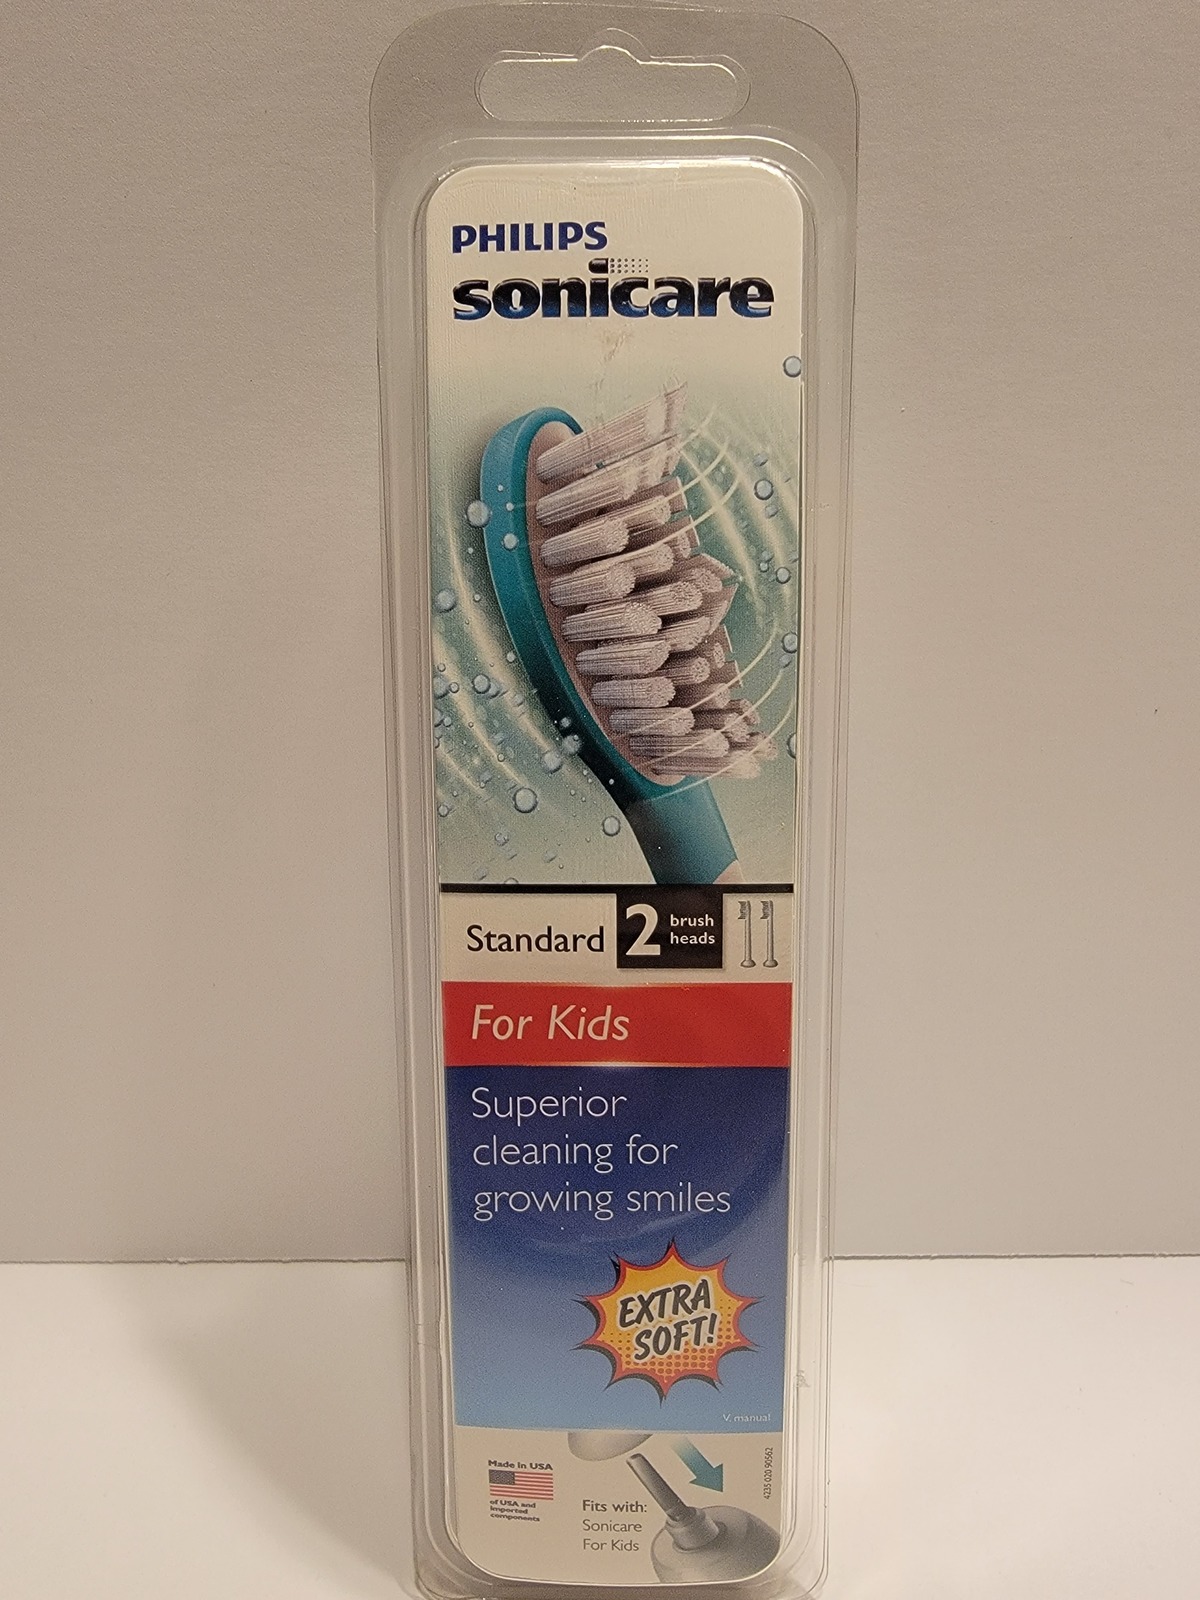 PHILIPS
sonicare
Standard 2 brush heads
For Kids
Superior
cleaning for
growing smiles
EXTRA
SOFT!
V. manual
Made in USA
of USA and
imported
components
Fits with:
Sonicare
For Kids
4235 020 90562